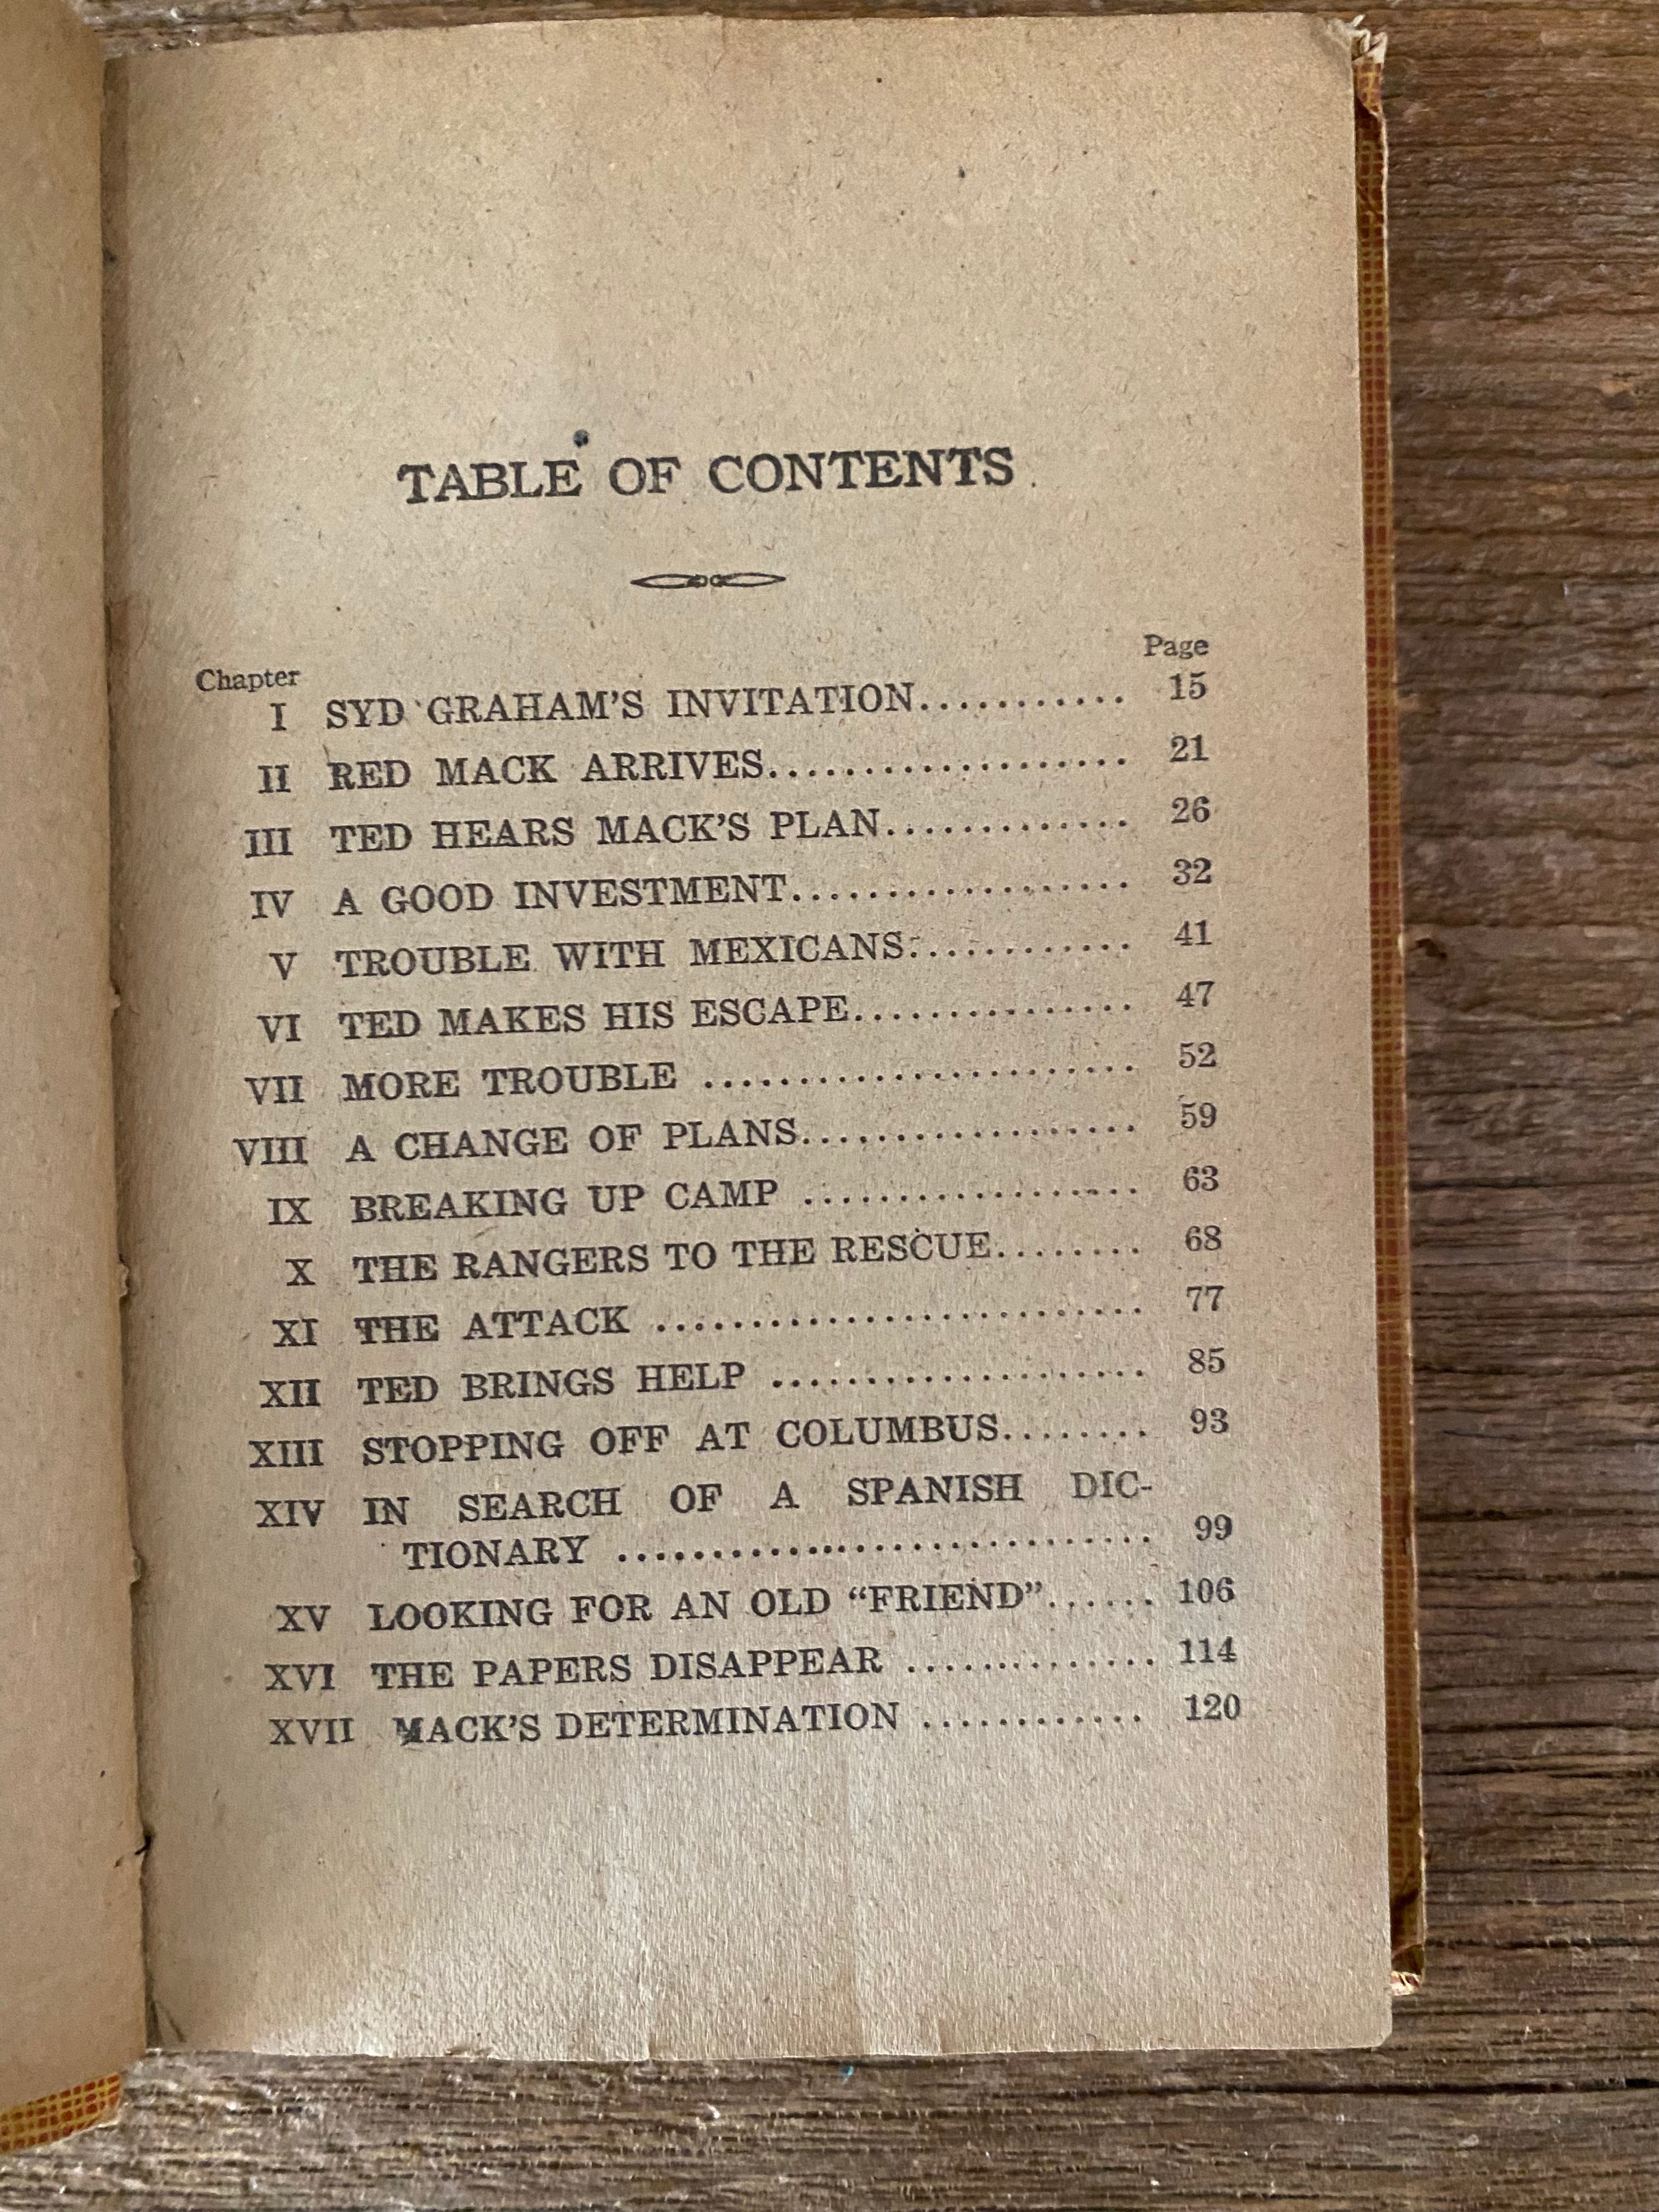 TABLE OF CONTENTS
Chapter Page
I SYD GRAHAM'S INVITATION........... 15
II RED MACK ARRIVES................... 21
III TED HEARS MACK'S PLAN............. 26
IV A GOOD INVESTMENT.................. 32
V TROUBLE WITH MEXICANS............ 41
VI TED MAKES HIS ESCAPE............... 47
VII MORE TROUBLE ....................... 52
VIII A CHANGE OF PLANS.................. 59
IX BREAKING UP CAMP .................. 63
X THE RANGERS TO THE RESCUE........ 68
XI THE ATTACK .......................... 77
XII TED BRINGS HELP .................... 85
XIII STOPPING OFF AT COLUMBUS........ 93
XIV IN SEARCH OF A SPANISH DIC-
TIONARY ............................. 99
XV LOOKING FOR AN OLD “FRIEND”...... 106
XVI THE PAPERS DISAPPEAR .............. 114
XVII MACK'S DETERMINATION ............ 120